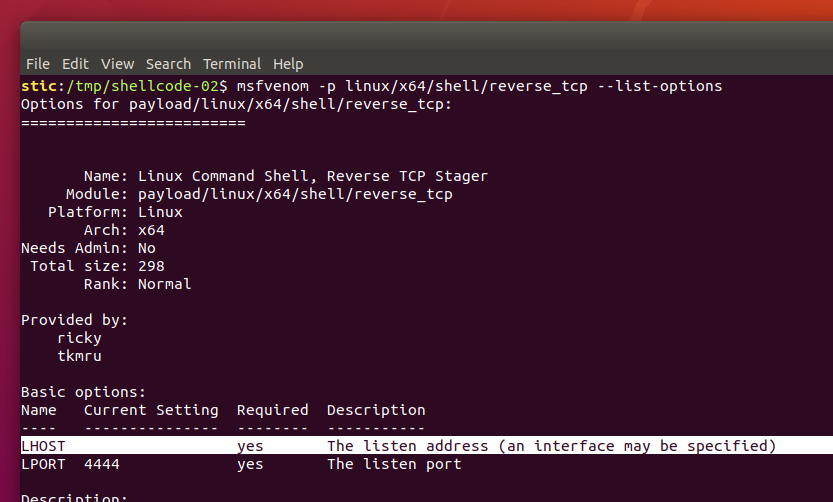 File Edit View Search Terminal Help
stic:/tmp/shellcode-02$ msfvenom -p linux/x64/shell/reverse_tcp --list-options
Options for payload/linux/x64/shell/reverse_tcp:
=========================
Name: Linux Command Shell, Reverse TCP Stager
Module: payload/linux/x64/shell/reverse_tcp
Platform: Linux
Arch: x64
Needs Admin: No
Total size: 298
Rank: Normal
Provided by:
ricky
tkmru
Basic options:
Name Current Setting Required Description
---- --------------- -------- -----------
LHOST yes The listen address (an interface may be specified)
LPORT 4444 yes The listen port
Description: